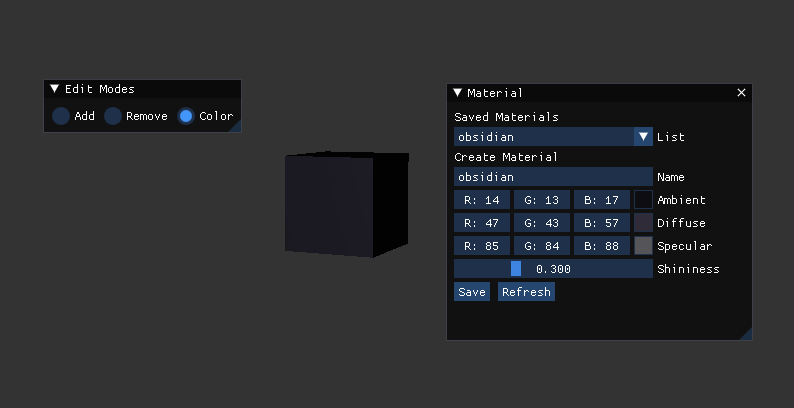 Edit Modes
Add Remove Color
Material
Saved Materials
obsidian List
Create Material
obsidian Name
R: 14 G: 13 B: 17 Ambient
R: 47 G: 43 B: 57 Diffuse
R: 85 G: 84 B: 88 Specular
0.300 Shininess
Save Refresh